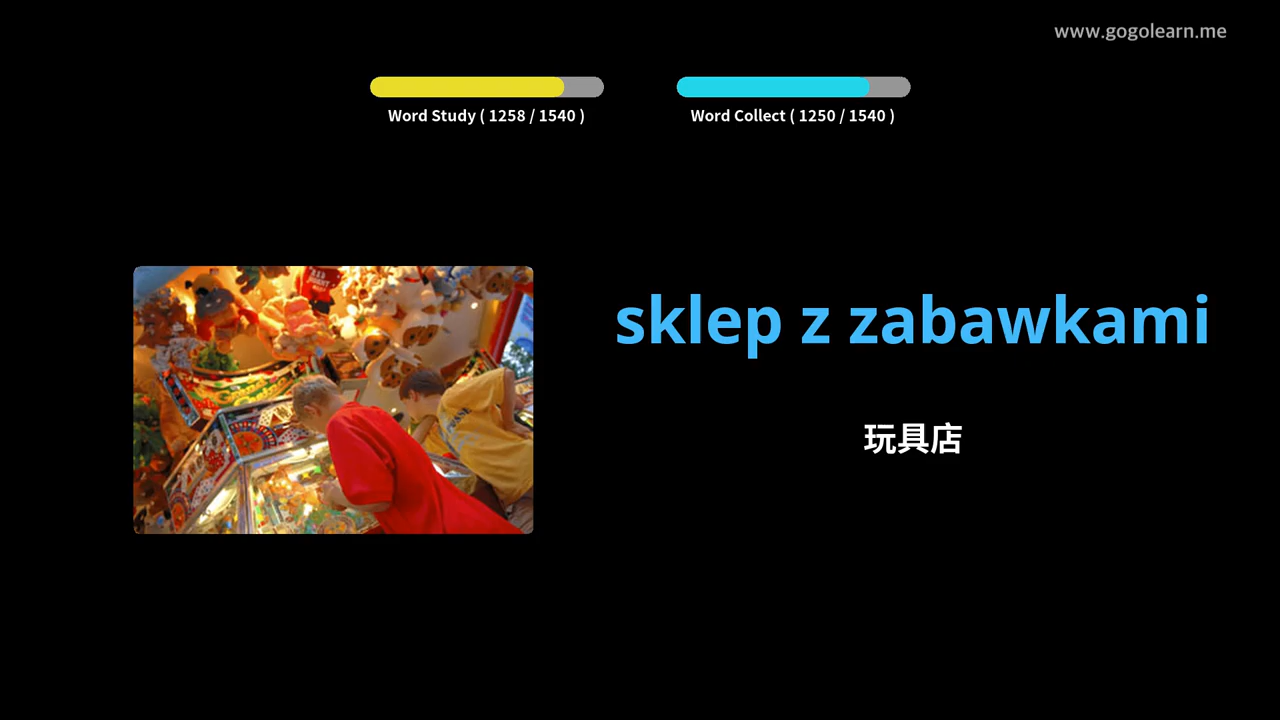 www.gogolearn.me
Word Study ( 1258 / 1540 )
Word Collect ( 1250 / 1540 )
sklep z zabawkami
玩具店